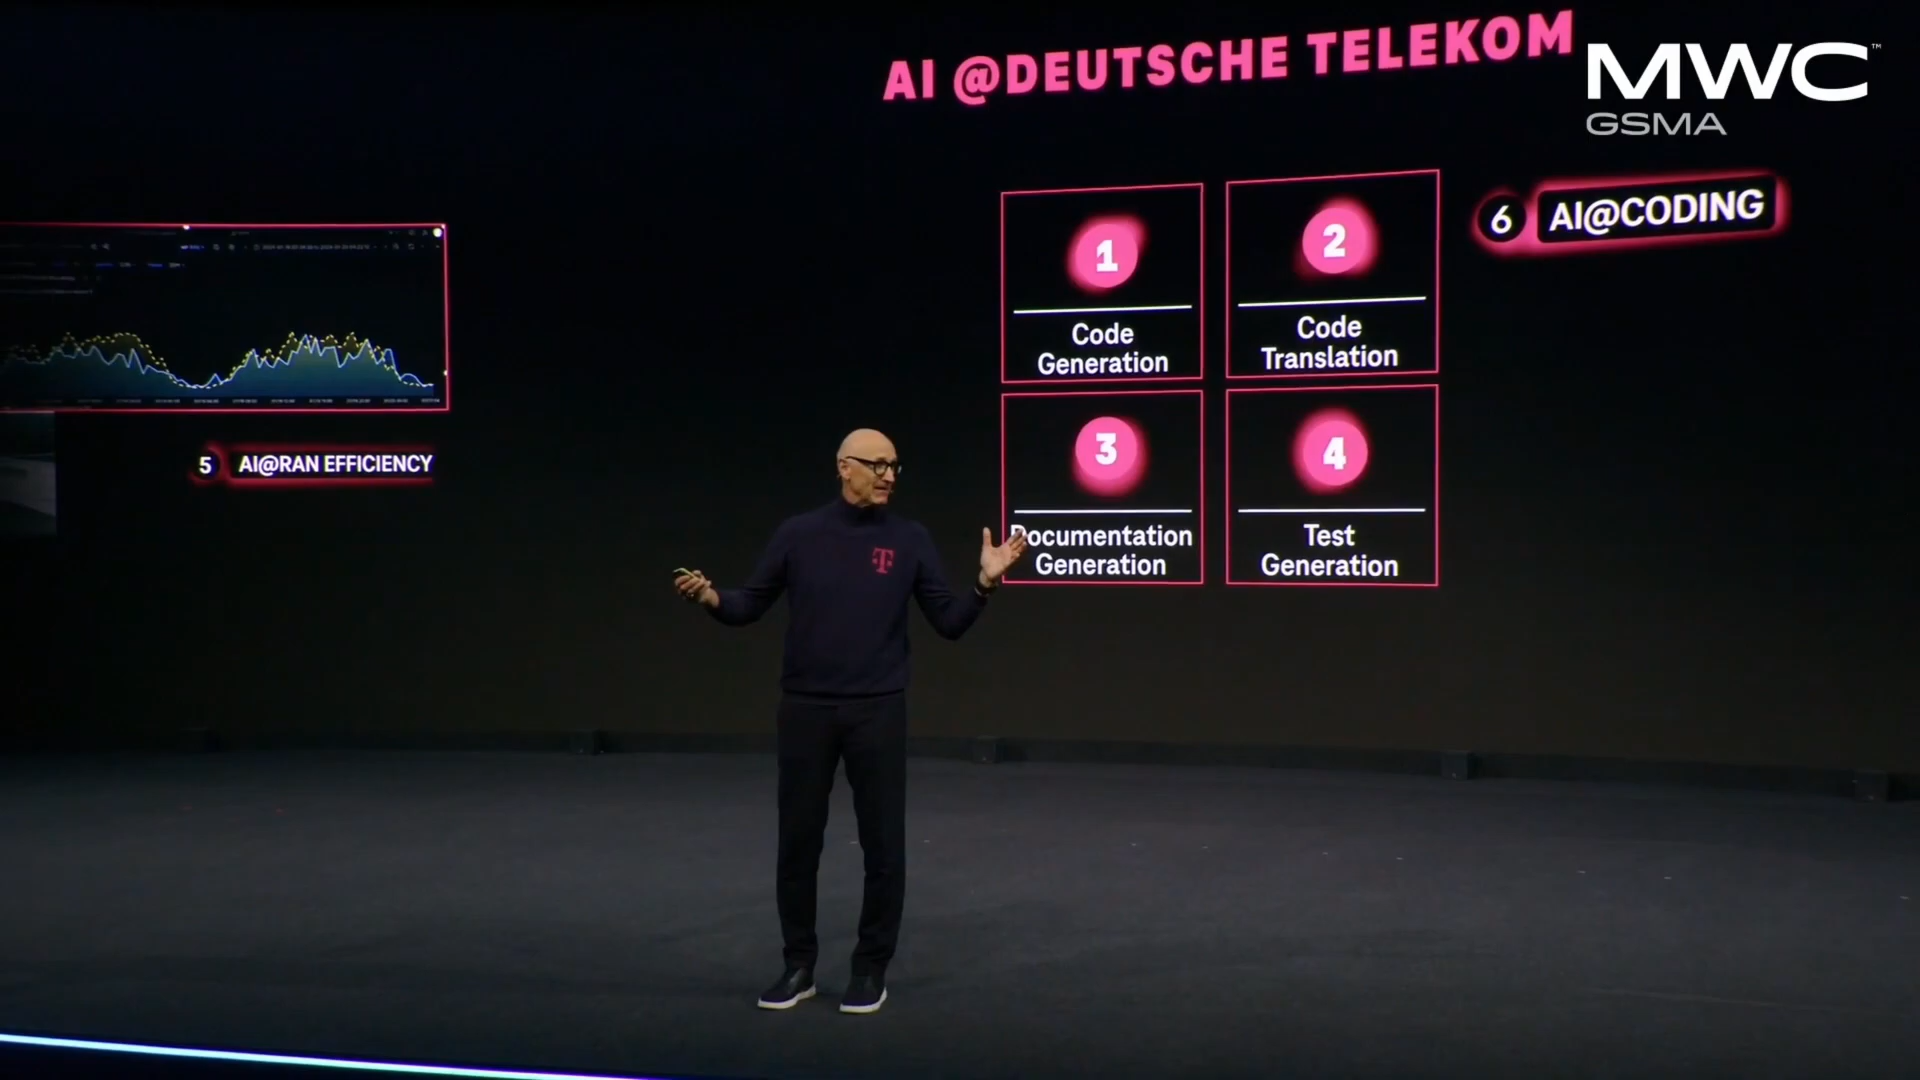 AI @DEUTSCHE TELEKOM
MWC™
GSMA
1
Code
Generation
2
Code
Translation
6 AI@CODING
3
Documentation
Generation
4
Test
Generation
5 AI@RAN EFFICIENCY
T